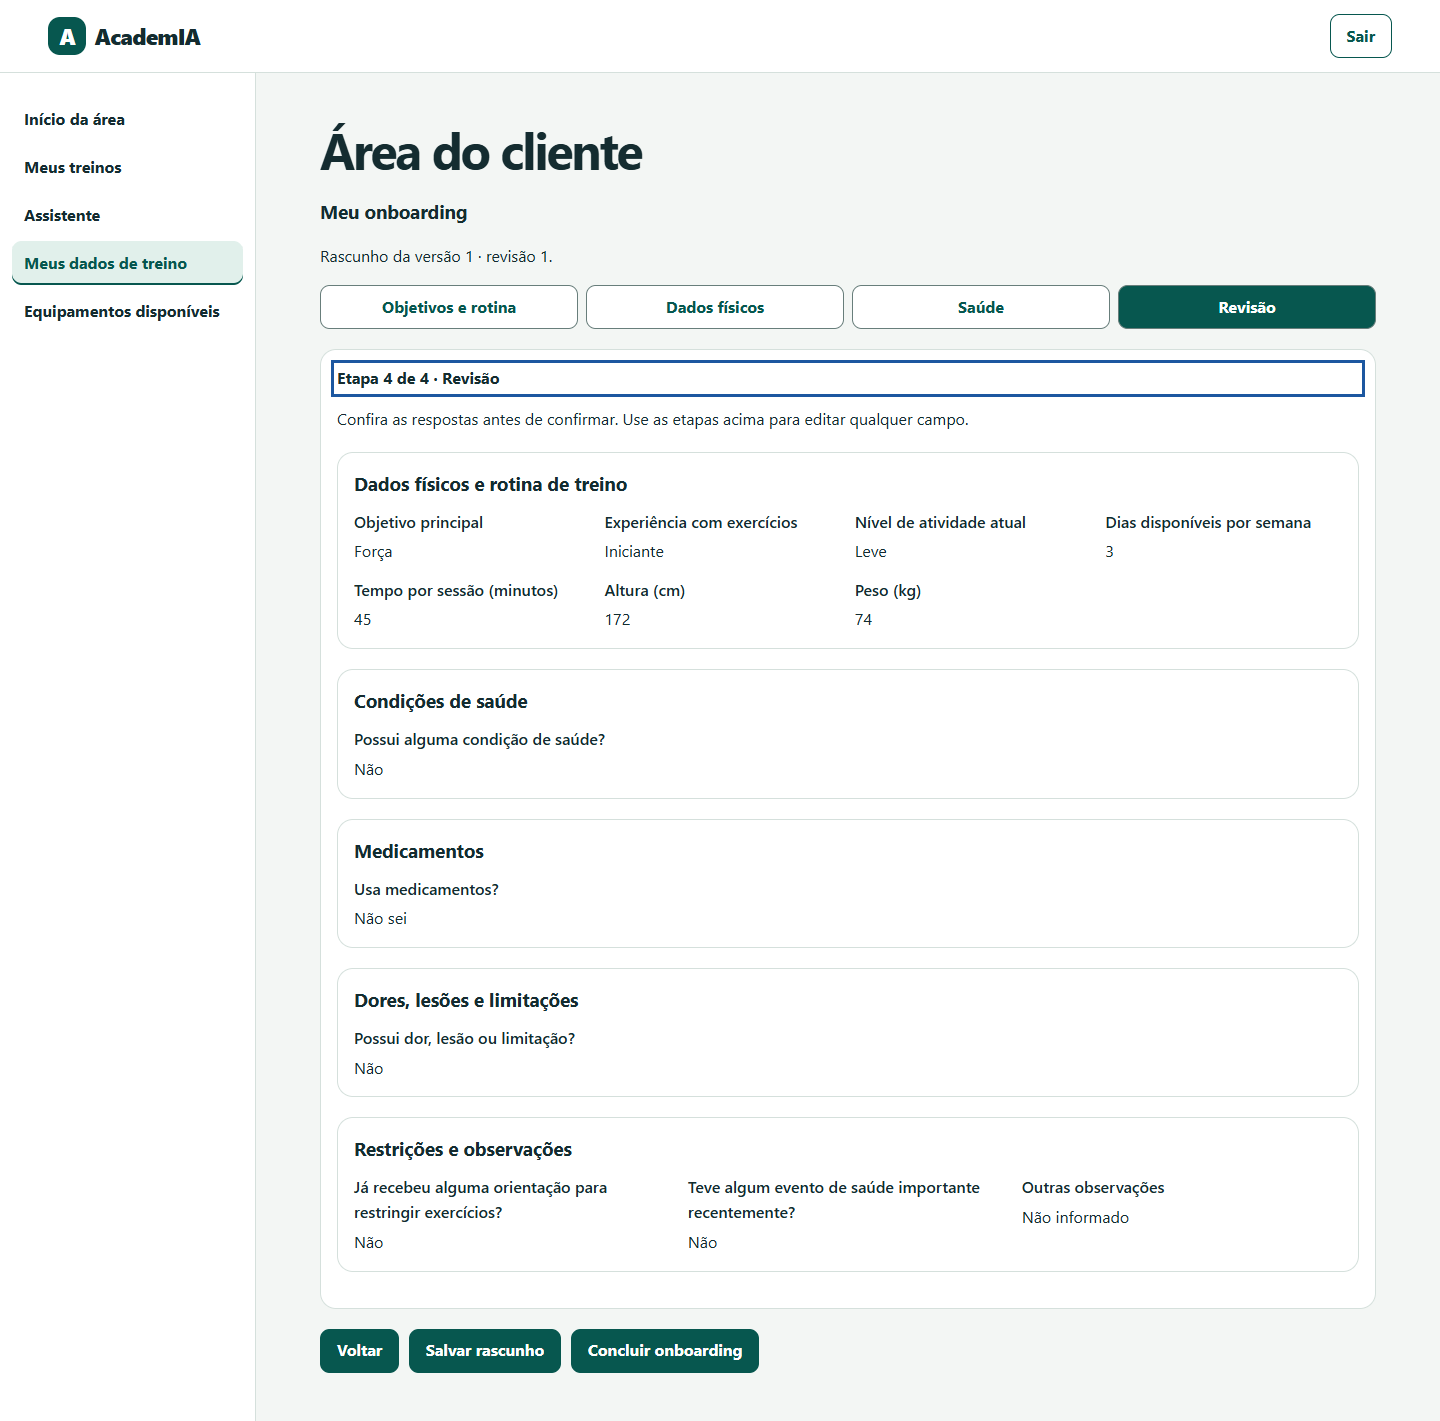 A AcademIA
Sair
Início da área
Meus treinos
Assistente
Meus dados de treino
Equipamentos disponíveis
Área do cliente
Meu onboarding
Rascunho da versão 1 · revisão 1.
Objetivos e rotina
Dados físicos
Saúde
Revisão
Etapa 4 de 4 · Revisão
Confira as respostas antes de confirmar. Use as etapas acima para editar qualquer campo.
Dados físicos e rotina de treino
Objetivo principal
Força
Experiência com exercícios
Iniciante
Nível de atividade atual
Leve
Dias disponíveis por semana
3
Tempo por sessão (minutos)
45
Altura (cm)
172
Peso (kg)
74
Condições de saúde
Possui alguma condição de saúde?
Não
Medicamentos
Usa medicamentos?
Não sei
Dores, lesões e limitações
Possui dor, lesão ou limitação?
Não
Restrições e observações
Já recebeu alguma orientação para
restringir exercícios?
Não
Teve algum evento de saúde importante
recentemente?
Não
Outras observações
Não informado
Voltar
Salvar rascunho
Concluir onboarding